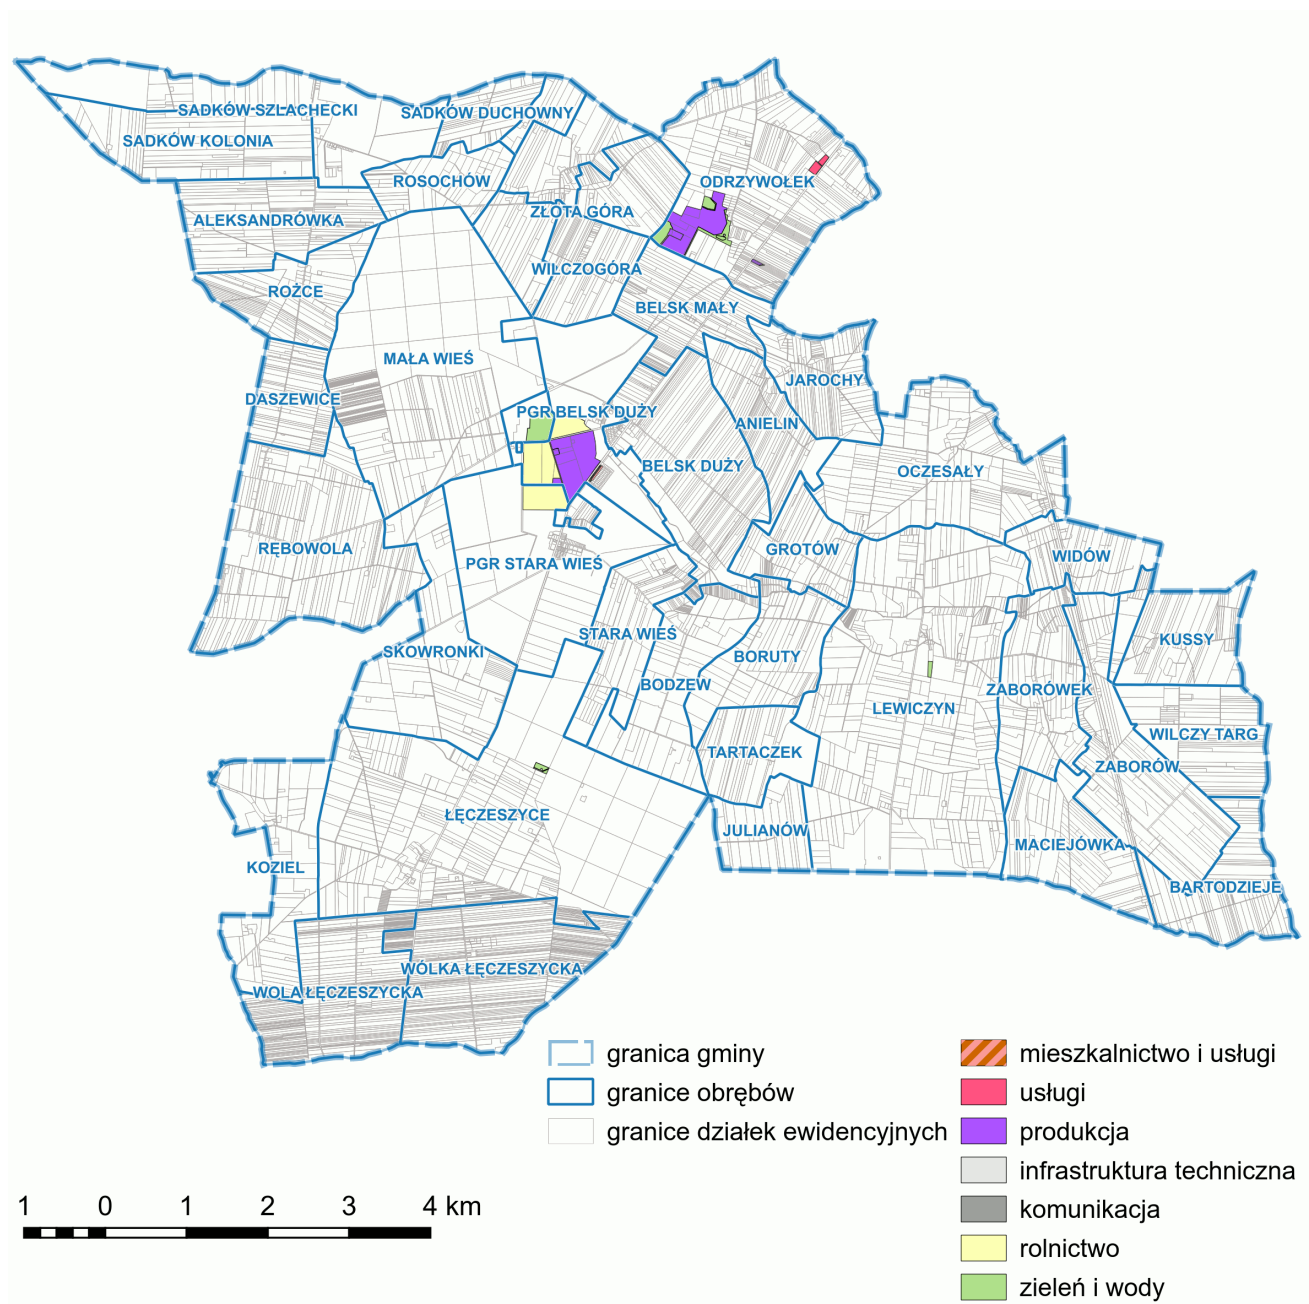 SADKÓW SZLACHECKI
SADKÓW DUCHOWNY
SADKÓW KOLONIA
ROSOCHÓW
ODRZYWOŁEK
ALEKSANDRÓWKA
ZŁOTA GÓRA
WILCZOGÓRA
ROŻCE
BELSK MAŁY
MAŁA WIEŚ
JAROCHY
DASZEWICE
PGR BELSK DUŻY
ANIELIN
BELSK DUŻY
OCZESAŁY
RĘBOWOLA
GROTÓW
WIDÓW
PGR STARA WIEŚ
STARA WIEŚ
KUSSY
SKOWRONKI
BORUTY
BODZEW
ZABORÓWEK
LEWICZYN
WILCZY TARG
TARTACZEK
ZABORÓW
ŁĘCZESZYCE
JULIANÓW
MACIEJÓWKA
KOZIEL
BARTODZIEJE
WÓLKA ŁĘCZESZYCKA
WOLA ŁĘCZESZYCKA
granica gminy
granice obrębów
granice działek ewidencyjnych
mieszkalnictwo i usługi
usługi
produkcja
infrastruktura techniczna
komunikacja
rolnictwo
zieleń i wody
1 0 1 2 3 4 km